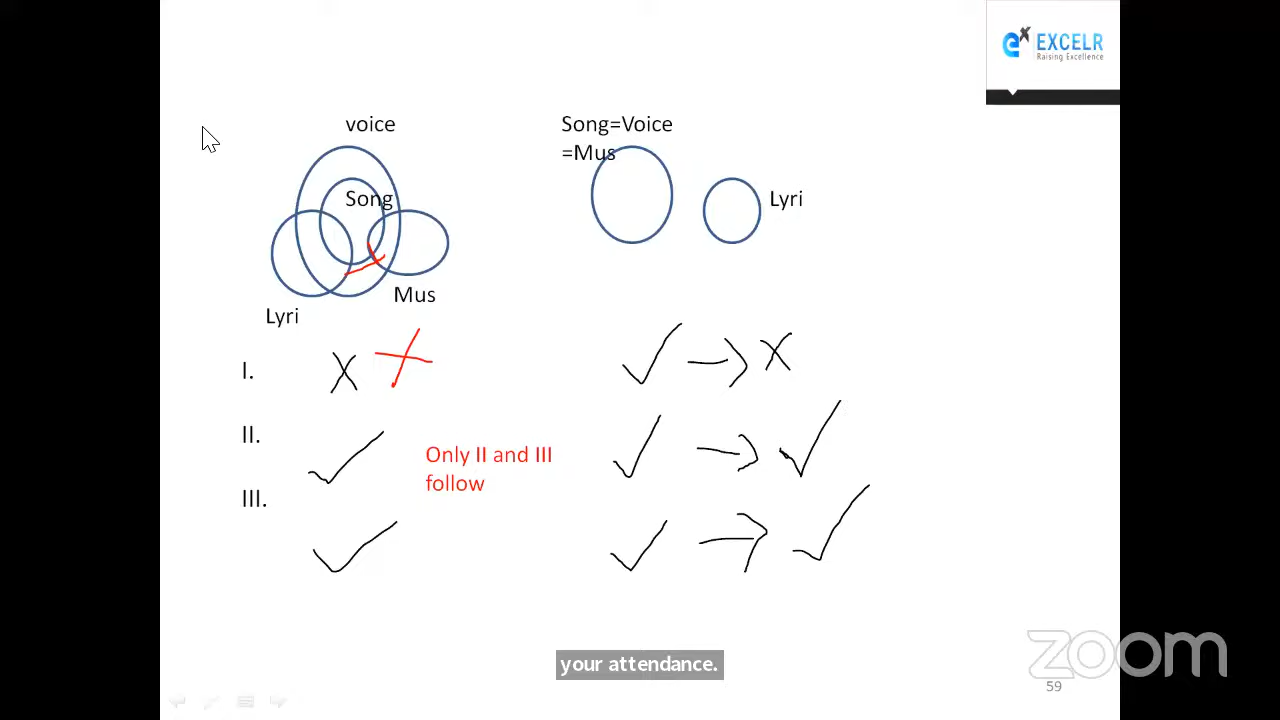 EXCELR
Raising Excellence
voice
Song=Voice
=Mus
Song
Lyri
Mus
Lyri
I.
II.
Only II and III
follow
III.
your attendance.
zoom
59